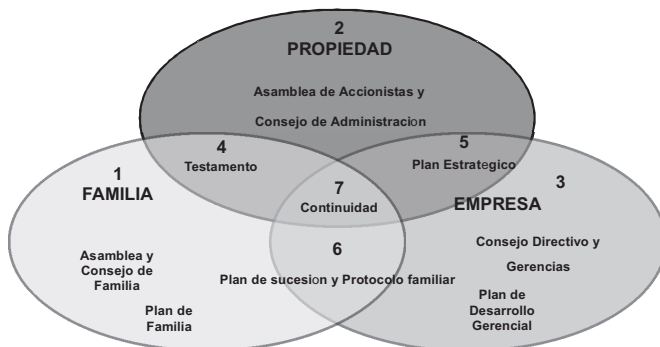 2
PROPIEDAD
Asamblea de Accionistas y
Consejo de Administracion
4
Testamento
5
Plan Estrategico
1
FAMILIA
7
Continuidad
3
EMPRESA
6
Asamblea y
Consejo de
Familia
Plan de
Familia
Plan de sucesion y Protocolo familiar
Consejo Directivo y
Gerencias
Plan de
Desarrollo
Gerencial